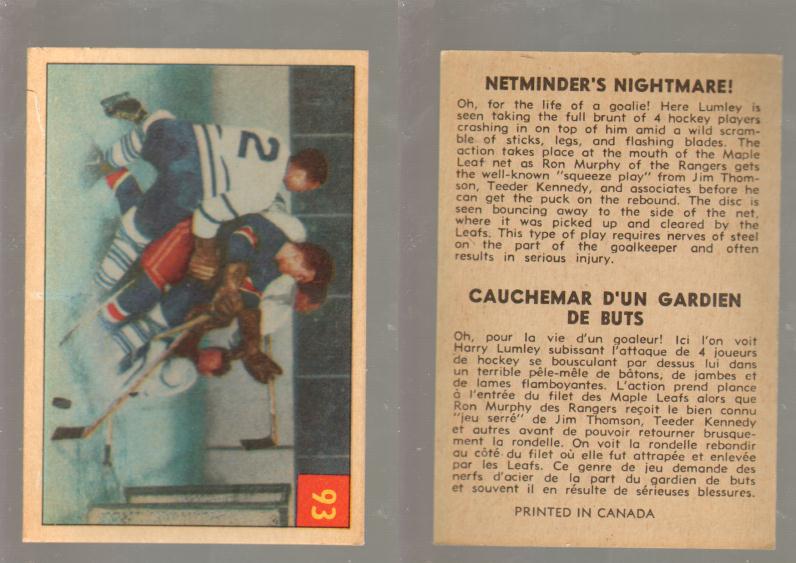 2
93
NETMINDER'S NIGHTMARE!
Oh, for the life of a goalie! Here Lumley is
seen taking the full brunt of 4 hockey players
crashing in on top of him amid a wild scram-
ble of sticks, legs, and flashing blades. The
action takes place at the mouth of the Maple
Leaf net as Ron Murphy of the Rangers gets
the well-known "squeeze play" from Jim Thom-
son, Teeder Kennedy, and associates before he
can get the puck on the rebound. The disc is
seen bouncing away to the side of the net,
where it was picked up and cleared by the
Leafs. This type of play requires nerves of steel
on the part of the goalkeeper and often
results in serious injury.
CAUCHEMAR D'UN GARDIEN
DE BUTS
Oh, pour la vie d'un goaleur! Ici l'on voit
Harry Lumley subissant l'attaque de 4 joueurs
de hockey se bousculant par dessus lui dans
un terrible pêle-mêle de bâtons, de jambes et
de lames flamboyantes. L'action prend plance
à l'entrée du filet des Maple Leafs alors que
Ron Murphy des Rangers reçoit le bien connu
"jeu serré" de Jim Thomson, Teeder Kennedy
et autres avant de pouvoir retourner brusque-
ment la rondelle. On voit la rondelle rebondir
au côté du filet où elle fut attrapée et enlevée
par les Leafs. Ce genre de jeu demande des
nerfs d'acier de la part du gardien de buts
et souvent il en résulte de sérieuses blessures.
PRINTED IN CANADA